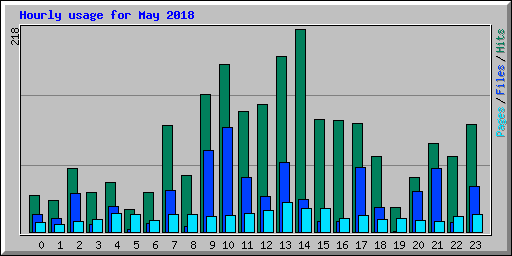 Hourly usage for May 2018
218
Pages/Files/Hits
0 1 2 3 4 5 6 7 8 9 10 11 12 13 14 15 16 17 18 19 20 21 22 23